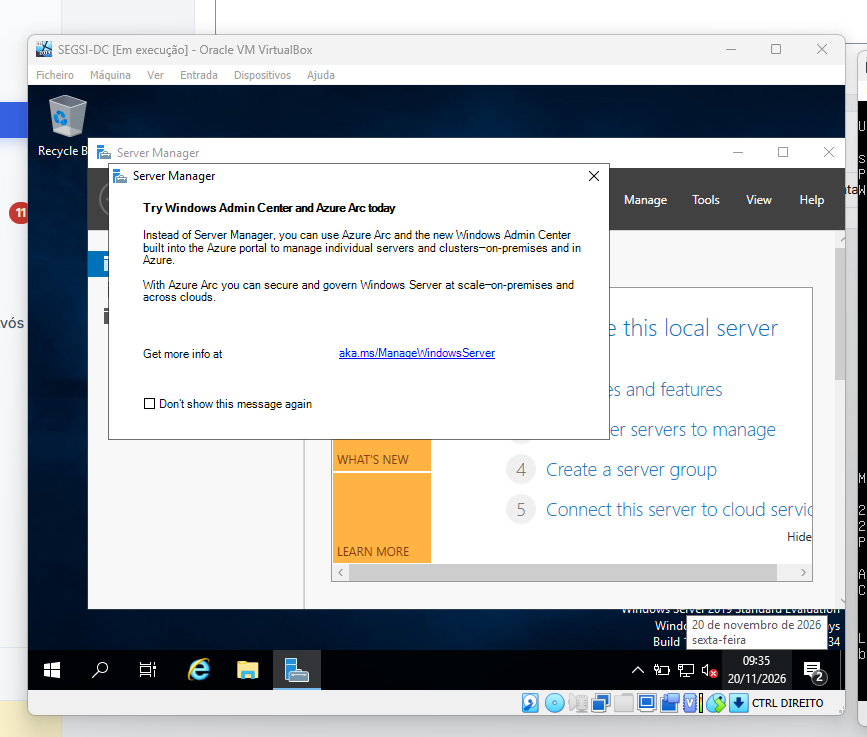 SEGSI-DC [Em execução] - Oracle VM VirtualBox
Ficheiro Máquina Ver Entrada Dispositivos Ajuda
Recycle B
Server Manager
Server Manager
Manage Tools View Help
Try Windows Admin Center and Azure Arc today
Instead of Server Manager, you can use Azure Arc and the new Windows Admin Center
built into the Azure portal to manage individual servers and clusters—on-premises and in
Azure.
With Azure Arc you can secure and govern Windows Server at scale—on-premises and
across clouds.
Get more info at aka.ms/ManageWindowsServer
Don't show this message again
11
vós
e this local server
es and features
er servers to manage
4 Create a server group
5 Connect this server to cloud servic
Hide
WHAT'S NEW
LEARN MORE
Windows Server 2019 Standard Evaluation
Windo
ys
Build 1
34
20 de novembro de 2026
sexta-feira
09:35
20/11/2026
2
CTRL DIREITO